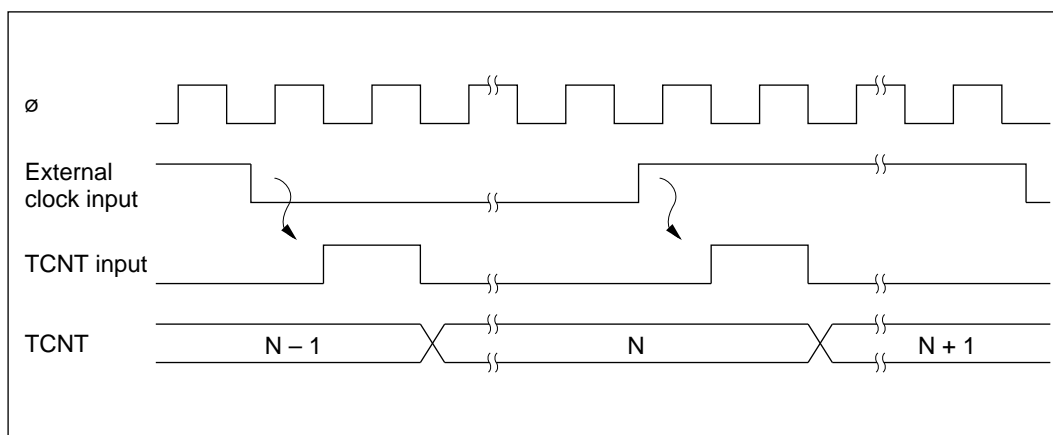 ø
External
clock input
TCNT input
TCNT
N – 1
N
N + 1